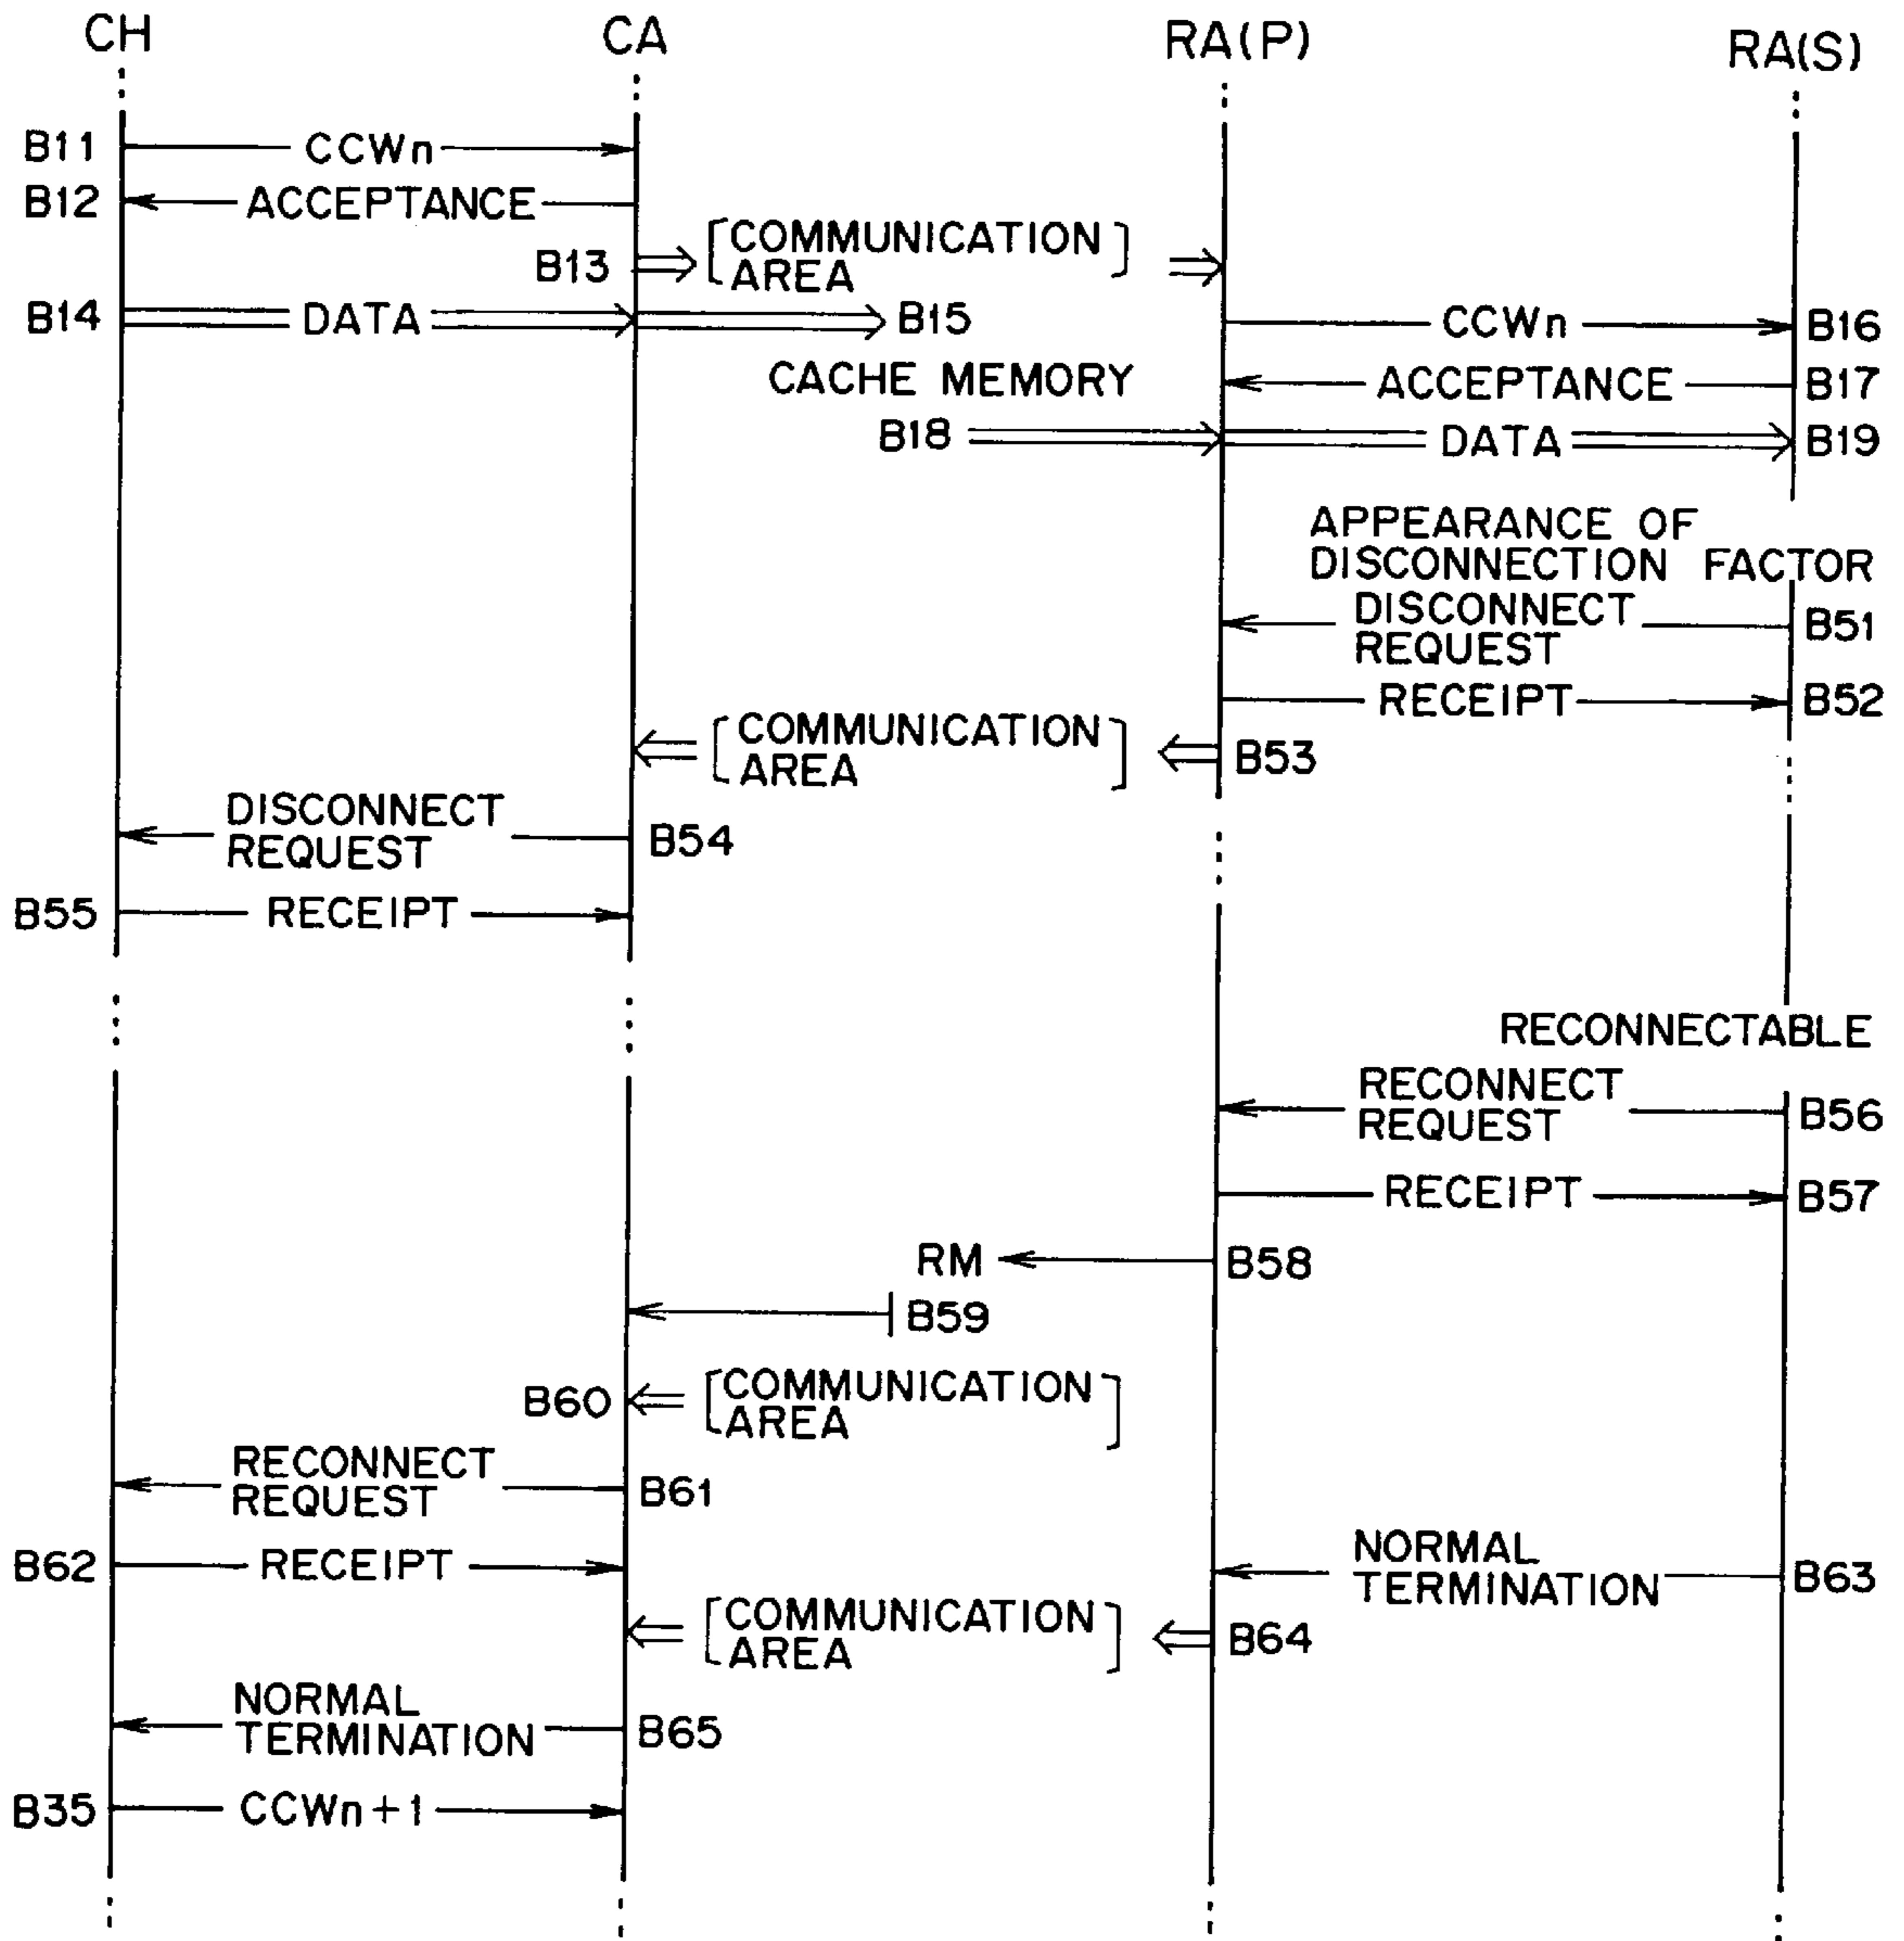 CH CA RA(P) RA(S)
B11 CCWn
B12 ACCEPTANCE
B13 [COMMUNICATION AREA]
B14 DATA B15 CCWn B16
CACHE MEMORY ACCEPTANCE B17
B18 DATA B19
APPEARANCE OF
DISCONNECTION FACTOR
DISCONNECT
REQUEST B51
RECEIPT B52
[COMMUNICATION
AREA] B53
DISCONNECT
REQUEST B54
B55 RECEIPT
RECONNECTABLE
RECONNECT
REQUEST B56
RECEIPT B57
RM B58
B59
B60 [COMMUNICATION
AREA]
RECONNECT
REQUEST B61
B62 RECEIPT
NORMAL
TERMINATION B63
[COMMUNICATION
AREA] B64
NORMAL
TERMINATION B65
B35 CCWn+1